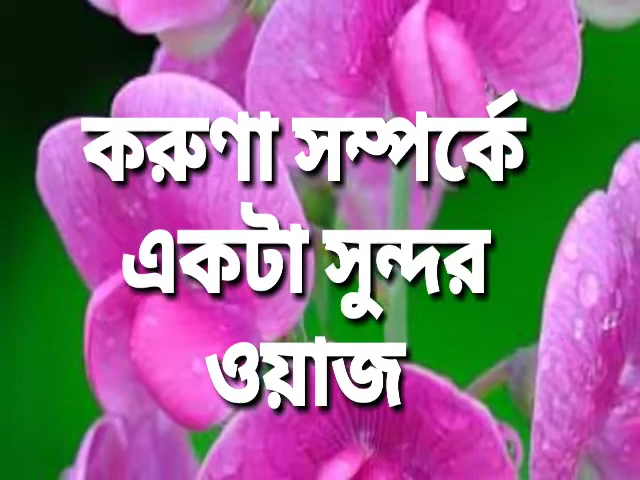 করুণা সম্পর্কে
একটা সুন্দর
ওয়াজ